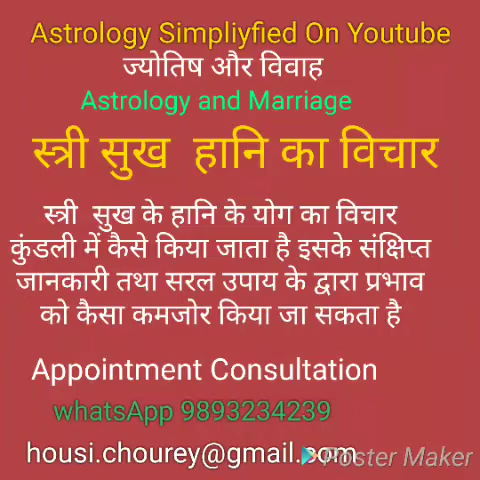 Astrology Simpliyfied On Youtube
ज्योतिष और विवाह
Astrology and Marriage
स्त्री सुख हानि का विचार
स्त्री सुख के हानि के योग का विचार
कुंडली में कैसे किया जाता है इसके संक्षिप्त
जानकारी तथा सरल उपाय के द्वारा प्रभाव
को कैसा कमजोर किया जा सकता है
Appointment Consultation
whatsApp 9893234239
housi.chourey@gmail.com
Poster Maker